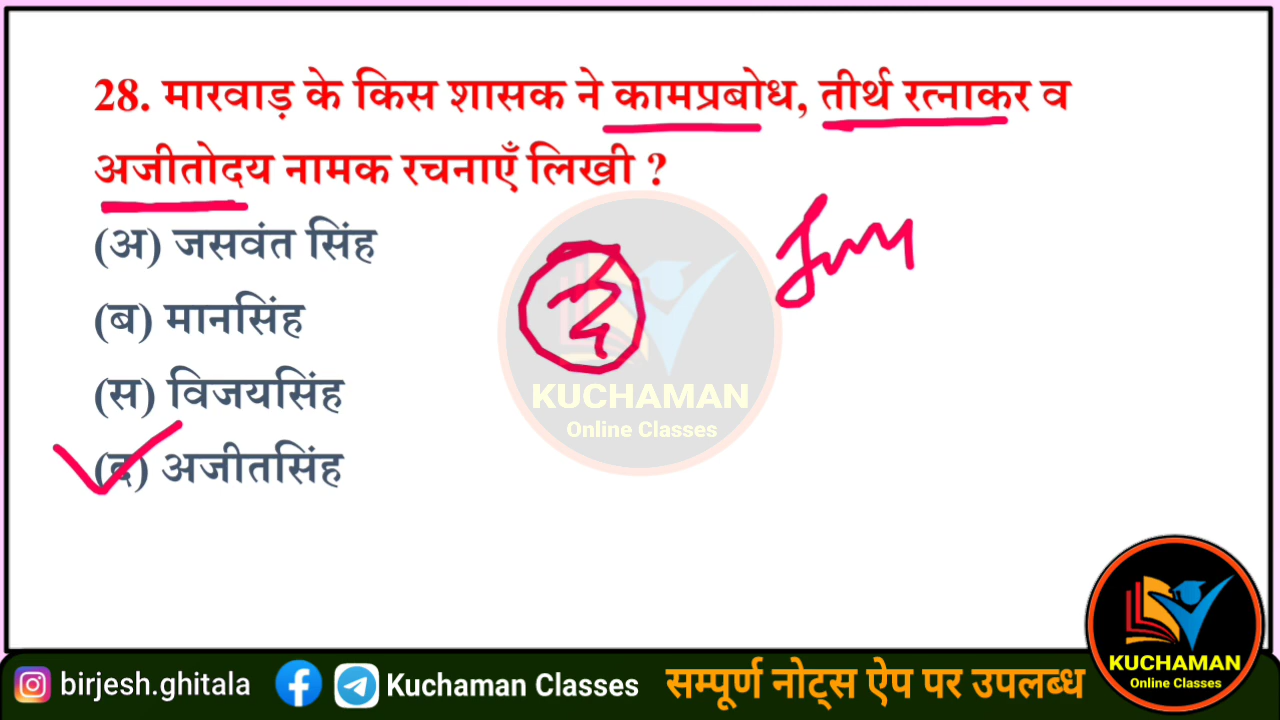 28. मारवाड़ के किस शासक ने कामप्रबोध, तीर्थ रत्नाकर व
अजीतोदय नामक रचनाएँ लिखी ?
(अ) जसवंत सिंह
(ब) मानसिंह
(स) विजयसिंह
(द) अजीतसिंह
द
KUCHAMAN
Online Classes
KUCHAMAN
Online Classes
birjesh.ghitala
Kuchaman Classes
सम्पूर्ण नोट्स ऐप पर उपलब्ध